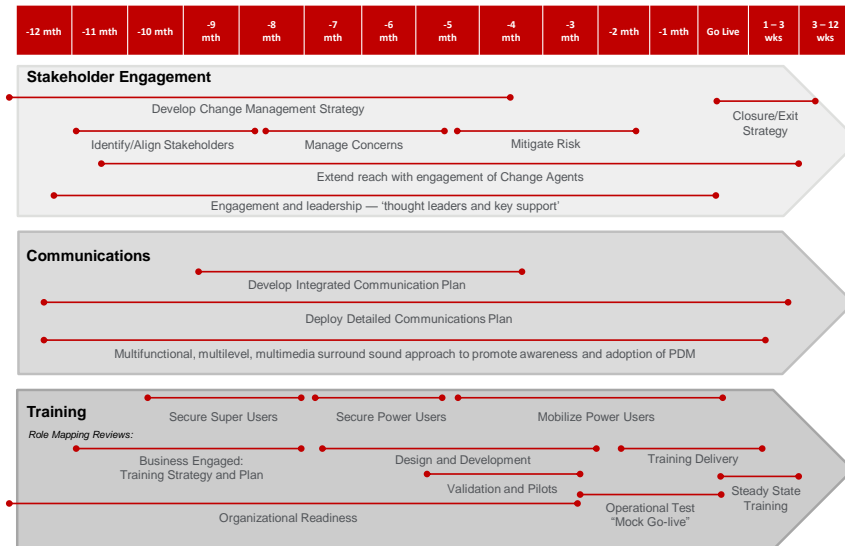 -12 mth
-11 mth
-10 mth
-9
mth
-8
mth
-7
mth
-6
mth
-5
mth
-4
mth
-3
mth
-2 mth
-1 mth
Go Live
1 – 3
wks
3 – 12
wks
Stakeholder Engagement
Develop Change Management Strategy
Closure/Exit
Strategy
Identify/Align Stakeholders
Manage Concerns
Mitigate Risk
Extend reach with engagement of Change Agents
Engagement and leadership — ‘thought leaders and key support’
Communications
Develop Integrated Communication Plan
Deploy Detailed Communications Plan
Multifunctional, multilevel, multimedia surround sound approach to promote awareness and adoption of PDM
Training
Secure Super Users
Secure Power Users
Mobilize Power Users
Role Mapping Reviews:
Business Engaged:
Training Strategy and Plan
Design and Development
Training Delivery
Validation and Pilots
Steady State
Training
Organizational Readiness
Operational Test
“Mock Go-live”